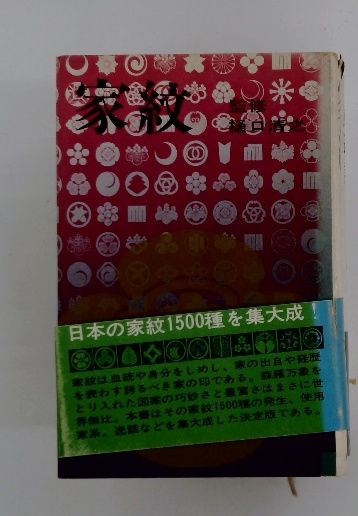 家紋
監修
樋口清之
日本の家紋1500種を集大成!
家紋は血統や身分をしめし、家の出自や経歴
を表わす誇るべき家の印である。森羅万象を
とり入れた図案の巧妙さと豊富さはまさに世
界無比。本書はその家紋1500種の発生、使用
家系、逸話などを集大成した決定版である。